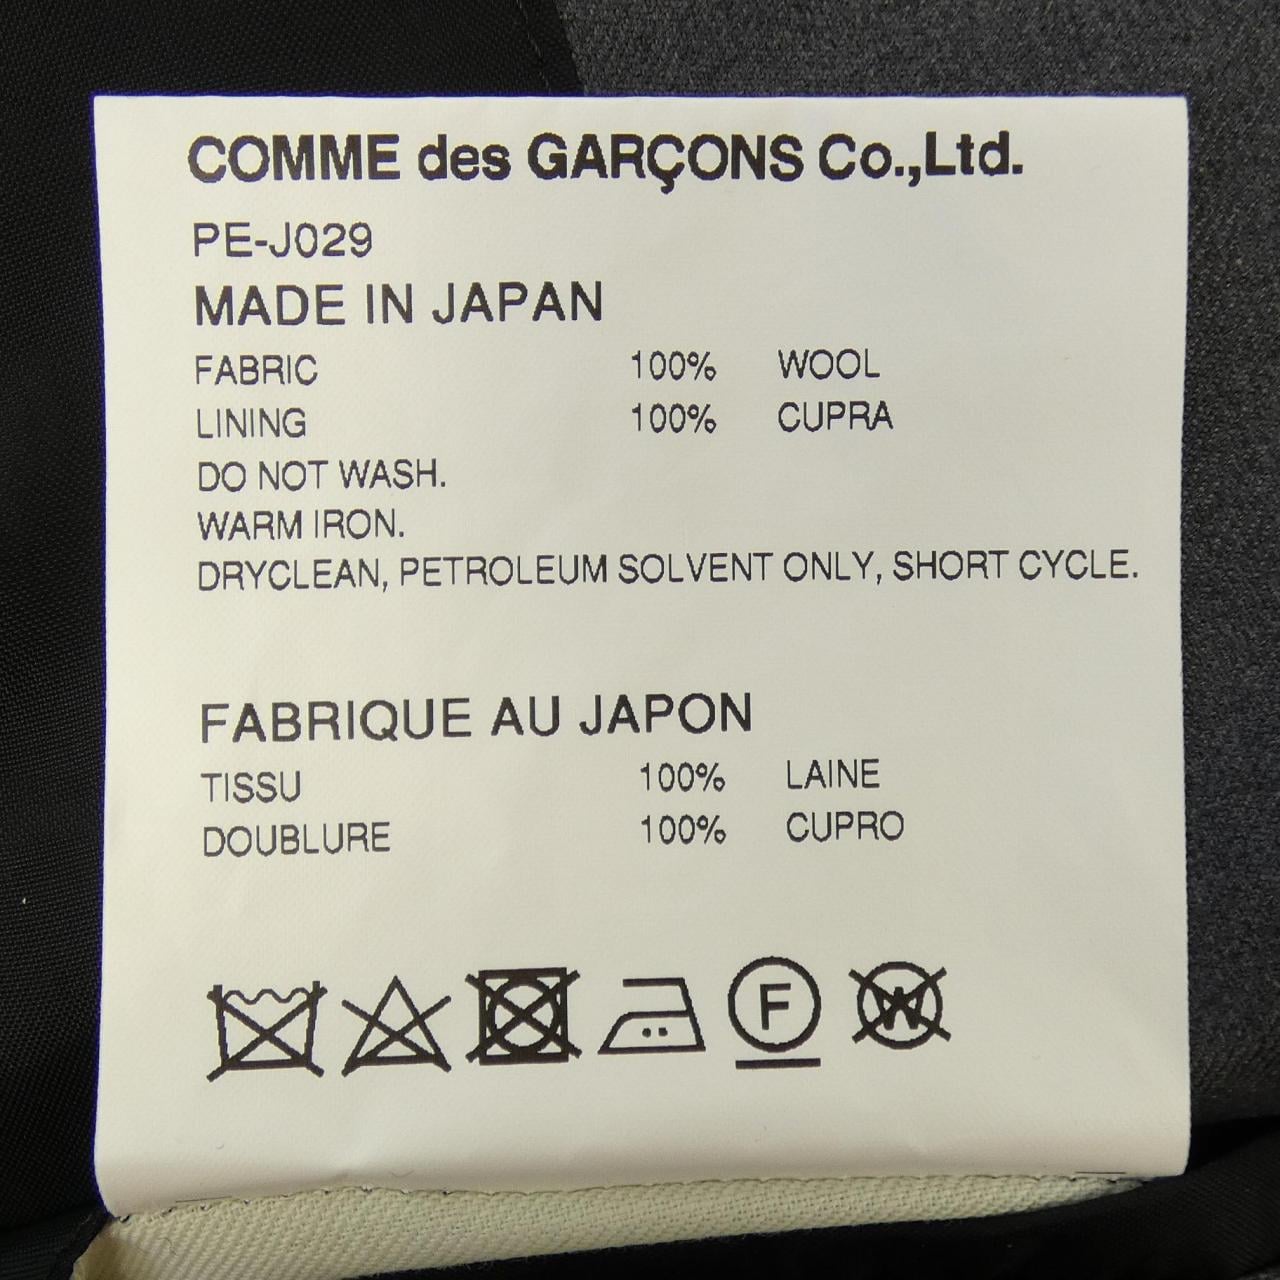 COMME des GARÇONS Co.,Ltd.
PE-J029
MADE IN JAPAN
FABRIC 100% WOOL
LINING 100% CUPRA
DO NOT WASH.
WARM IRON.
DRYCLEAN, PETROLEUM SOLVENT ONLY, SHORT CYCLE.
FABRIQUE AU JAPON
TISSU 100% LAINE
DOUBLURE 100% CUPRO
F W